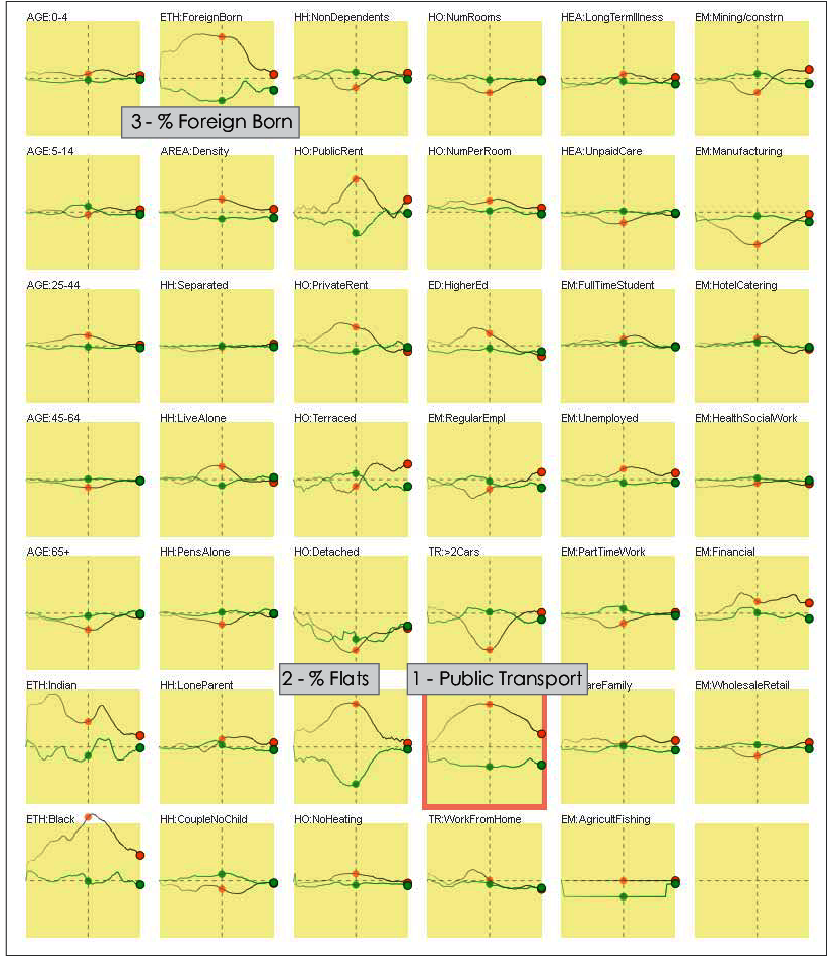 AGE:0-4 ETH:ForeignBorn HH:NonDependents HO:NumRooms HEA:LongTermIllness EM:Mining/constrn
3 - % Foreign Born
AGE:5-14 AREA:Density HO:PublicRent HO:NumPerRoom HEA:UnpaidCare EM:Manufacturing
AGE:25-44 HH:Separated HO:PrivateRent ED:HigherEd EM:FullTimeStudent EM:HotelCatering
AGE:45-64 HH:LiveAlone HO:Terraced EM:RegularEmpl EM:Unemployed EM:HealthSocialWork
AGE:65+ HH:PensAlone HO:Detached TR:>2Cars EM:PartTimeWork EM:Financial
2 - % Flats 1 - Public Transport
ETH:Indian HH:LoneParent areFamily EM:WholesaleRetail
ETH:Black HH:CoupleNoChild HO:NoHeating TR:WorkFromHome EM:AgricultFishing